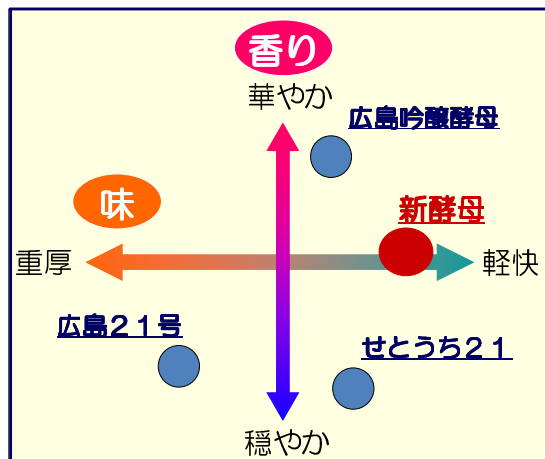 香り
華やか
広島吟醸酵母
味
新酵母
重厚
軽快
広島２１号
せとうち２１
穏やか